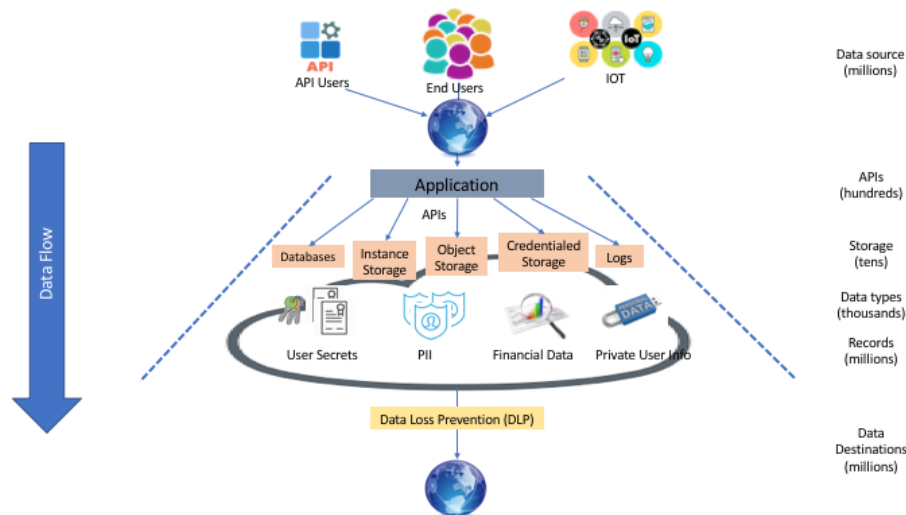 API
API Users
End Users
IoT
IOT
Data source
(millions)
Data Flow
Application
APIs
(hundreds)
APIs
Databases
Instance
Storage
Object
Storage
Credentialed
Storage
Logs
Storage
(tens)
DATA
Data types
(thousands)
User Secrets
PII
Financial Data
Private User Info
Records
(millions)
Data Loss Prevention (DLP)
Data
Destinations
(millions)